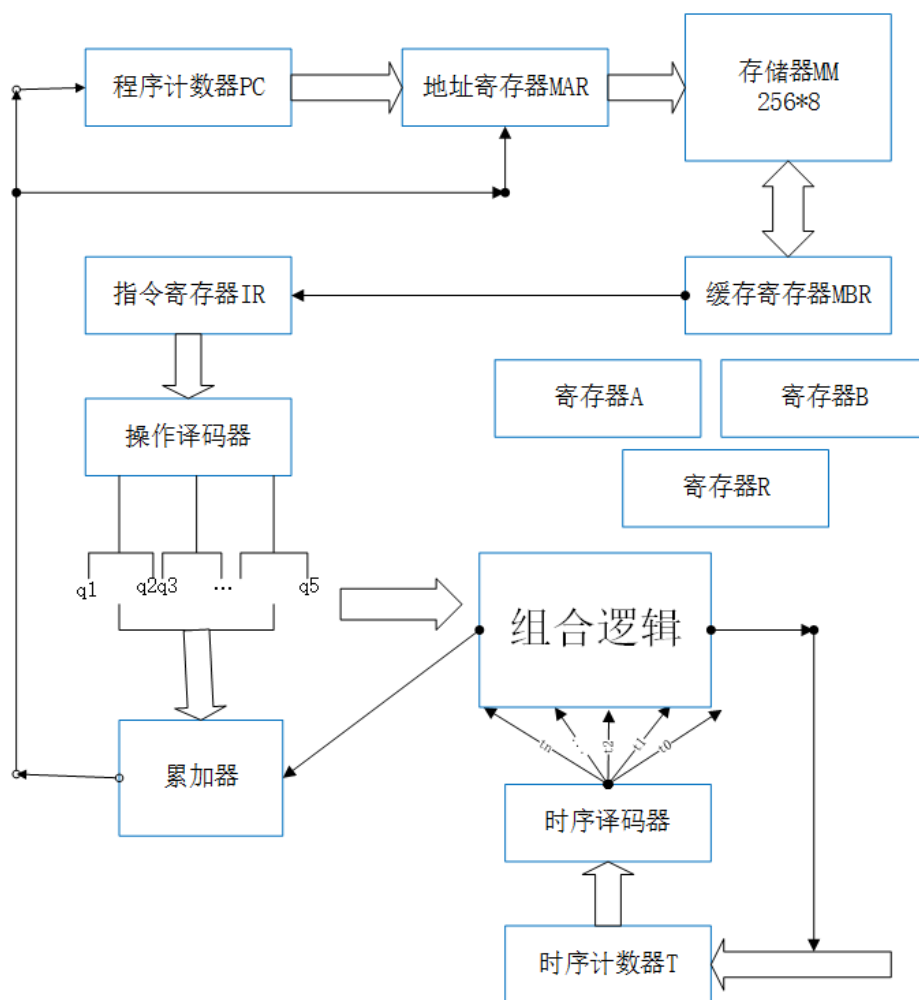 程序计数器PC
地址寄存器MAR
存储器MM
256*8
指令寄存器IR
缓存寄存器MBR
寄存器A
寄存器B
操作译码器
寄存器R
q1
q2
q3
...
q5
组合逻辑
tn
...
t2
t1
t0
累加器
时序译码器
时序计数器T